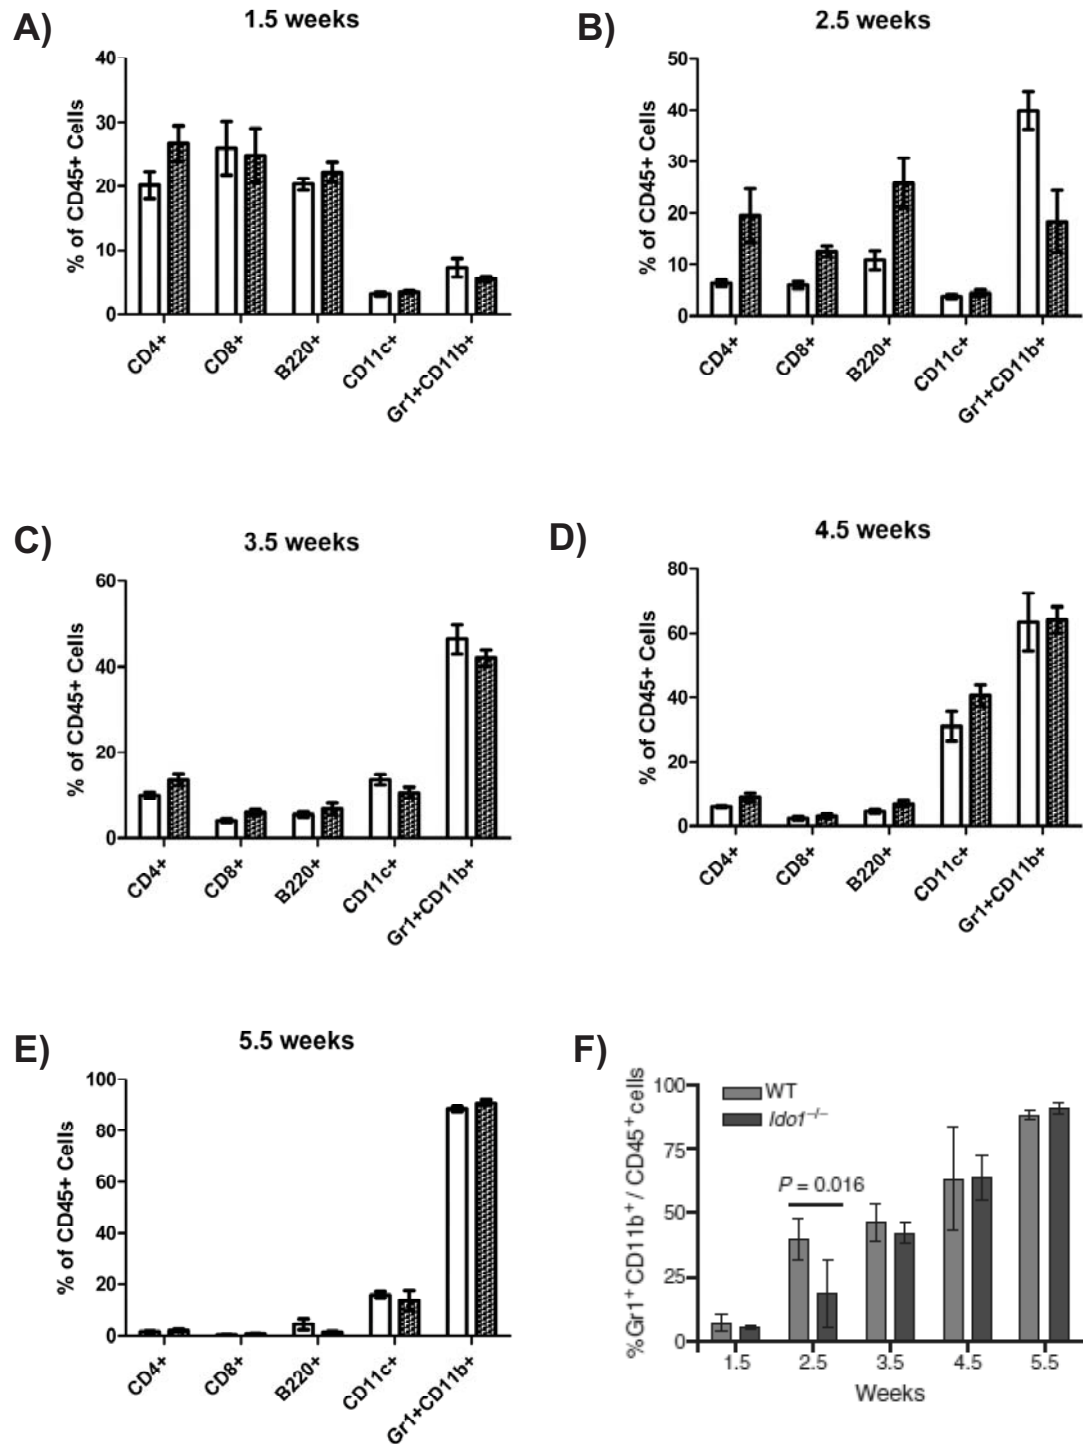 A)
1.5 weeks
% of CD45+ Cells
40
30
20
10
0
CD4+
CD8+
B220+
CD11c+
Gr1+CD11b+
B)
2.5 weeks
% of CD45+ Cells
50
40
30
20
10
0
CD4+
CD8+
B220+
CD11c+
Gr1+CD11b+
C)
3.5 weeks
% of CD45+ Cells
60
40
20
0
CD4+
CD8+
B220+
CD11c+
Gr1+CD11b+
D)
4.5 weeks
% of CD45+ Cells
80
60
40
20
0
CD4+
CD8+
B220+
CD11c+
Gr1+CD11b+
E)
5.5 weeks
% of CD45+ Cells
100
80
60
40
20
0
CD4+
CD8+
B220+
CD11c+
Gr1+CD11b+
F)
%Gr1⁺ CD11b⁺ / CD45⁺ cells
100
75
50
25
0
WT
Ido1⁻/⁻
P = 0.016
1.5
2.5
3.5
4.5
5.5
Weeks